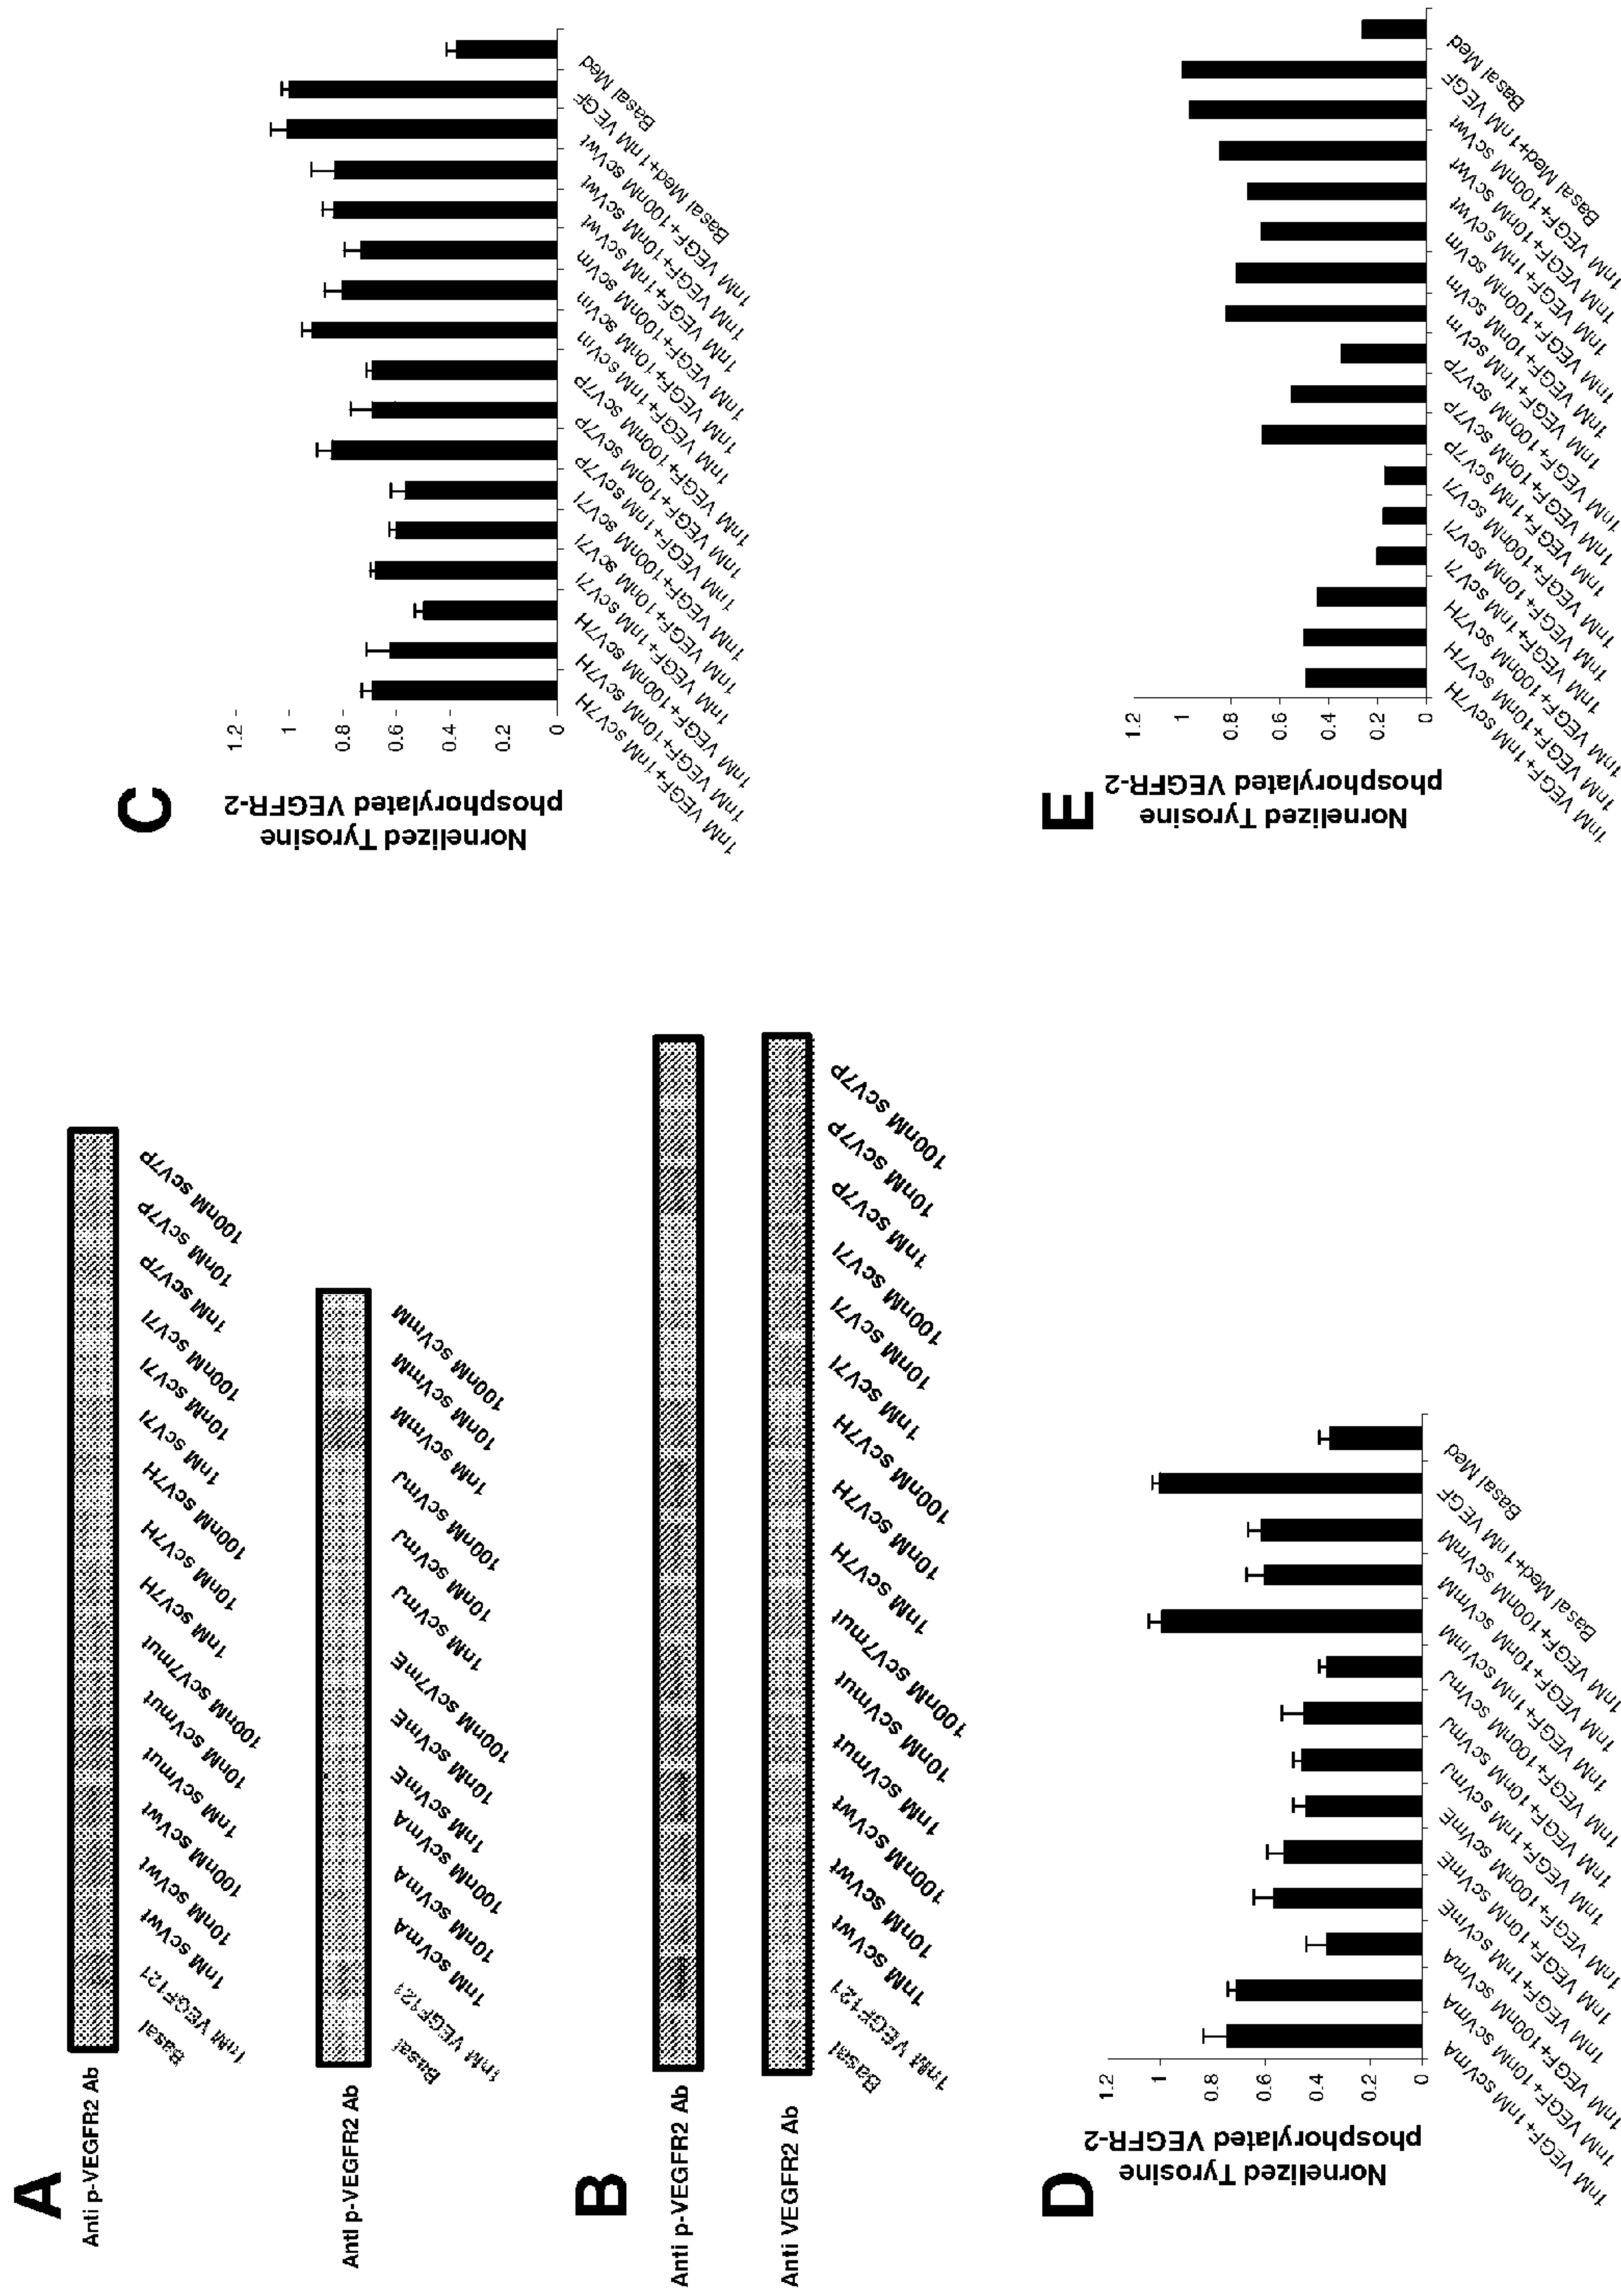 A
Anti p-VEGFR2 Ab
Basal
1nM VEGF121
1nM scVwt
10nM scVwt
100nM scVwt
1nM scVmut
10nM scVmut
100nM scV7mut
1nM scV7H
10nM scV7H
100nM scV7H
1nM scV7I
10nM scV7I
100nM scV7I
1nM scV7P
10nM scV7P
100nM scV7P
Anti p-VEGFR2 Ab
Basal
1nM VEGF121
1nM scVmA
10nM scVmA
100nM scVmA
1nM scVmE
10nM scVmE
100nM scV7mE
1nM scVmJ
10nM scVmJ
100nM scVmJ
1nM scVmM
10nM scVmM
100nM scVmM
B
Anti p-VEGFR2 Ab
Anti VEGFR2 Ab
Basal
1nM VEGF121
1nM scVwt
10nM scVwt
100nM scVwt
1nM scVmut
10nM scVmut
100nM scV7mut
1nM scV7H
10nM scV7H
100nM scV7H
1nM scV7I
10nM scV7I
100nM scV7I
1nM scV7P
10nM scV7P
100nM scV7P
C
Nornelized Tyrosine
phosphorylated VEGFR-2
1.2
1
0.8
0.6
0.4
0.2
0
1nM VEGF+ 1nM scV7H
1nM VEGF+ 10nM scV7H
1nM VEGF+ 100nM scV7H
1nM VEGF+ 1nM scV7I
1nM VEGF+ 10nM scV7I
1nM VEGF+ 100nM scV7I
1nM VEGF+ 1nM scV7P
1nM VEGF+ 10nM scV7P
1nM VEGF+ 100nM scV7P
1nM VEGF+ 1nM scVm
1nM VEGF+ 10nM scVm
1nM VEGF+ 100nM scVm
1nM VEGF+ 1nM scVwt
1nM VEGF+ 10nM scVwt
1nM VEGF+ 100nM scVwt
Basal Med+1nM VEGF
Basal Med
D
Nornelized Tyrosine
phosphorylated VEGFR-2
1.2
1
0.8
0.6
0.4
0.2
0
1nM VEGF+ 1nM scVmA
1nM VEGF+ 10nM scVmA
1nM VEGF+ 100nM scVmA
1nM VEGF+ 1nM scVmE
1nM VEGF+ 10nM scVmE
1nM VEGF+ 100nM scVmE
1nM VEGF+ 1nM scVmJ
1nM VEGF+ 10nM scVmJ
1nM VEGF+ 100nM scVmJ
1nM VEGF+ 1nM scVmM
1nM VEGF+ 10nM scVmM
1nM VEGF+ 100nM scVmM
Basal Med+1nM VEGF
Basal Med
E
Nornelized Tyrosine
phosphorylated VEGFR-2
1.2
1
0.8
0.6
0.4
0.2
0
1nM VEGF+ 1nM scV7H
1nM VEGF+ 10nM scV7H
1nM VEGF+ 100nM scV7H
1nM VEGF+ 1nM scV7I
1nM VEGF+ 10nM scV7I
1nM VEGF+ 100nM scV7I
1nM VEGF+ 1nM scV7P
1nM VEGF+ 10nM scV7P
1nM VEGF+ 100nM scV7P
1nM VEGF+ 1nM scVm
1nM VEGF+ 10nM scVm
1nM VEGF+ 100nM scVm
1nM VEGF+ 1nM scVwt
1nM VEGF+ 10nM scVwt
1nM VEGF+ 100nM scVwt
Basal Med+1nM VEGF
Basal Med